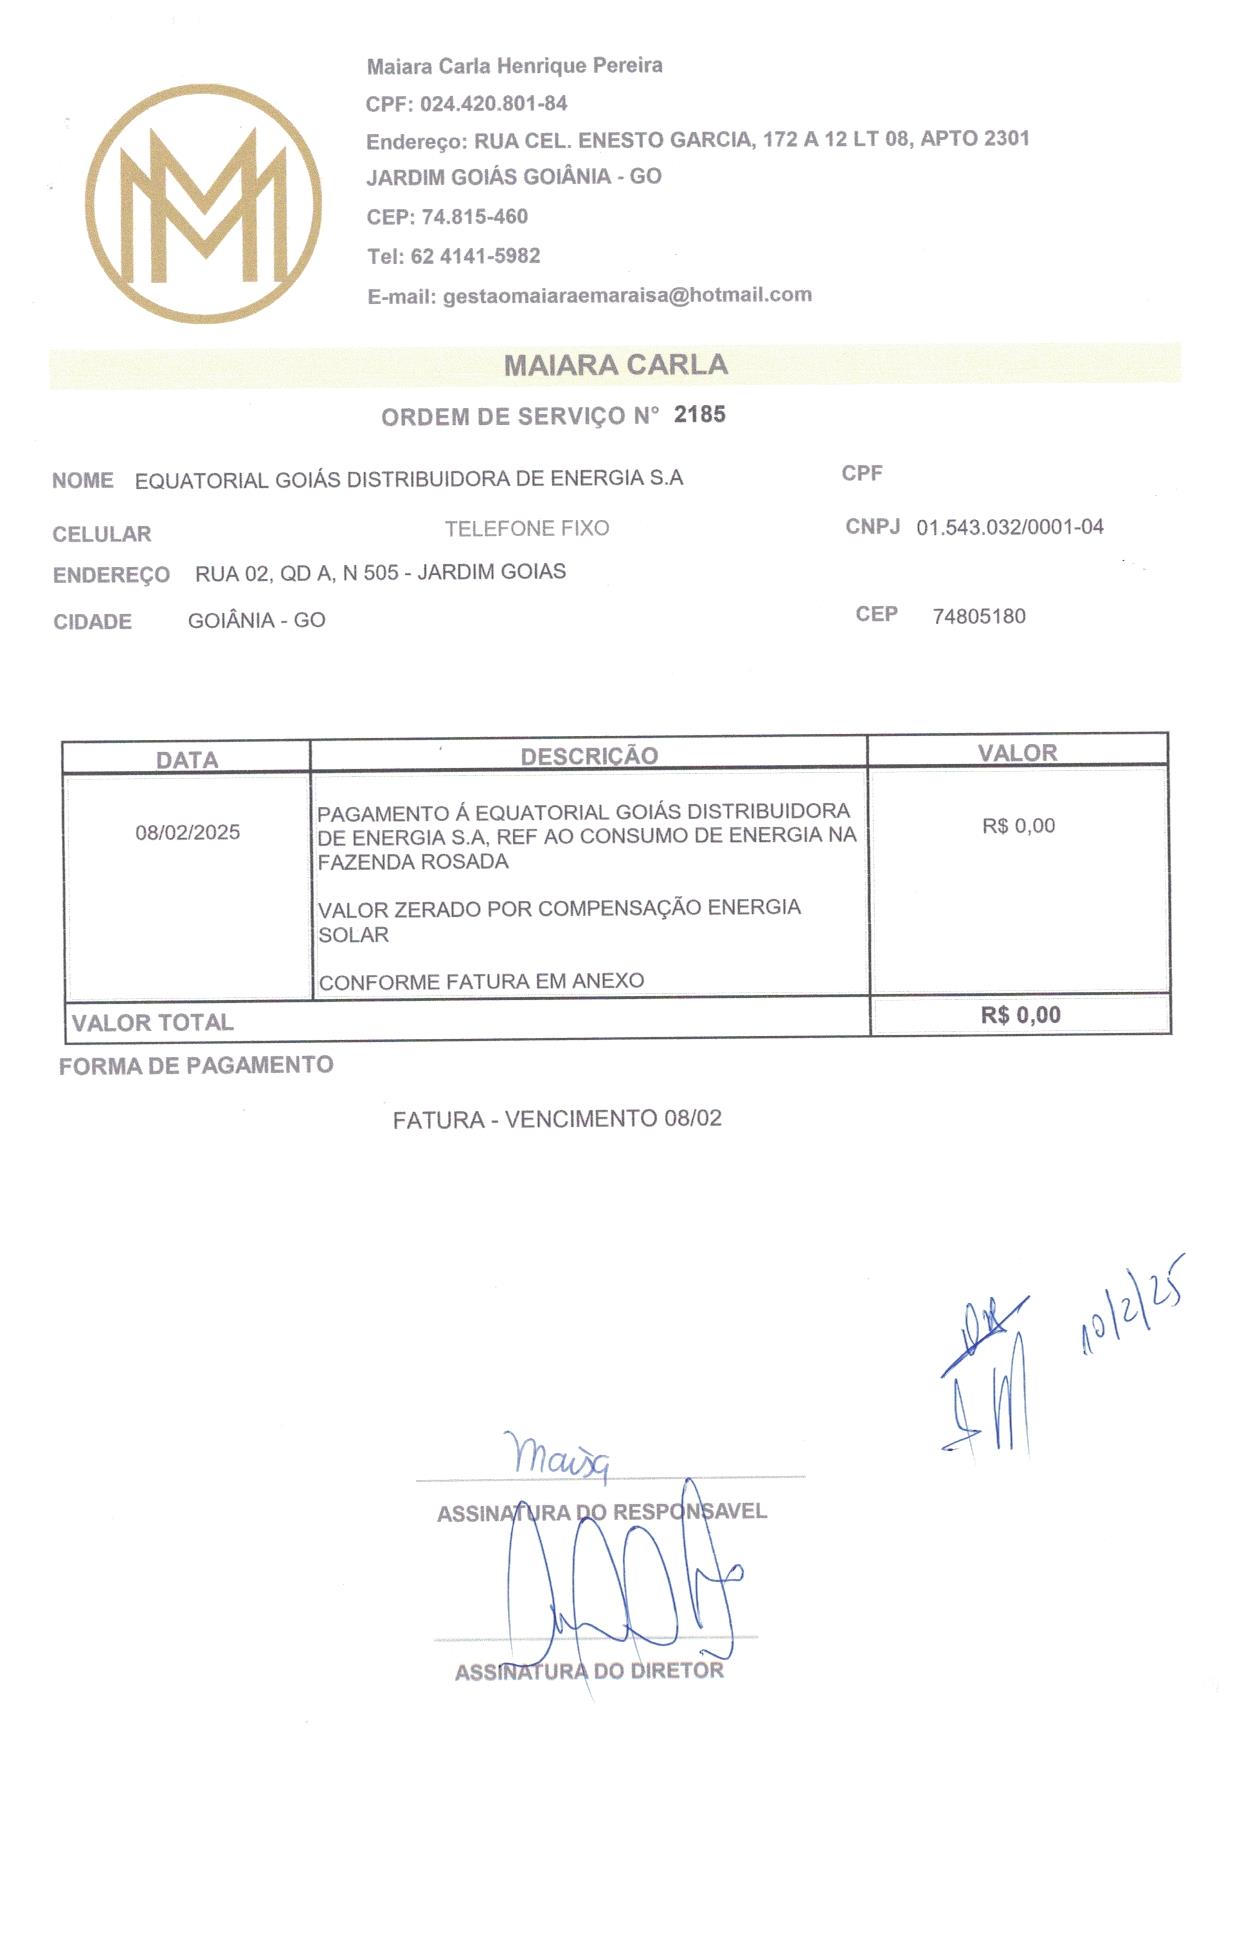 Maiara Carla Henrique Pereira
CPF: 024.420.801-84
Endereço: RUA CEL. ENESTO GARCIA, 172 A 12 LT 08, APTO 2301
JARDIM GOIÁS GOIÂNIA - GO
CEP: 74.815-460
Tel: 62 4141-5982
E-mail: gestaomaiaraemaraisa@hotmail.com
MAIARA CARLA
ORDEM DE SERVIÇO N° 2185
NOME EQUATORIAL GOIÁS DISTRIBUIDORA DE ENERGIA S.A CPF
CELULAR TELEFONE FIXO CNPJ 01.543.032/0001-04
ENDEREÇO RUA 02, QD A, N 505 - JARDIM GOIAS
CIDADE GOIÂNIA - GO CEP 74805180
DATA DESCRIÇÃO VALOR
08/02/2025 PAGAMENTO Á EQUATORIAL GOIÁS DISTRIBUIDORA R$ 0,00
DE ENERGIA S.A, REF AO CONSUMO DE ENERGIA NA
FAZENDA ROSADA
VALOR ZERADO POR COMPENSAÇÃO ENERGIA
SOLAR
CONFORME FATURA EM ANEXO
VALOR TOTAL R$ 0,00
FORMA DE PAGAMENTO
FATURA - VENCIMENTO 08/02
10/2/25
Maisa
ASSINATURA DO RESPONSAVEL
ASSINATURA DO DIRETOR